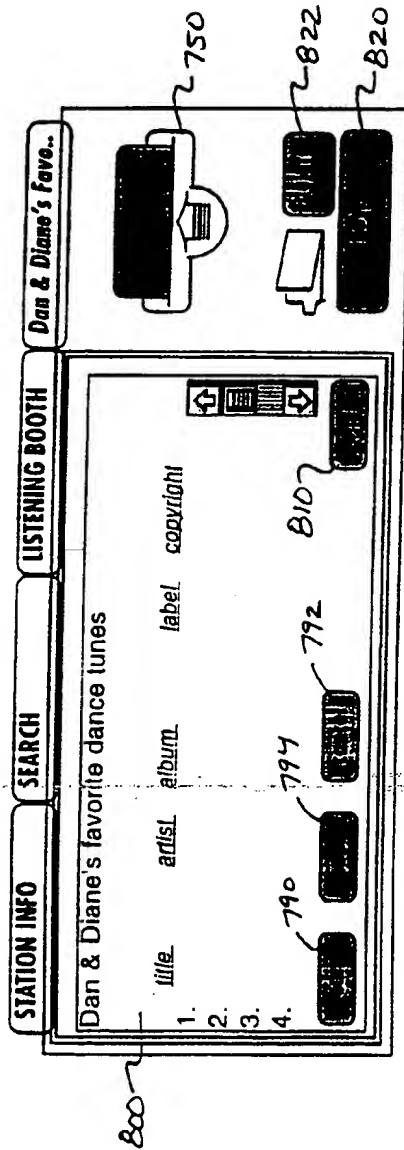 STATION INFO
SEARCH
LISTENING BOOTH
Dan & Diane's Fave..
Dan & Diane's favorite dance tunes
title artist album label copyright
1.
2.
3.
4.
800
790
794
792
810
750
822
820